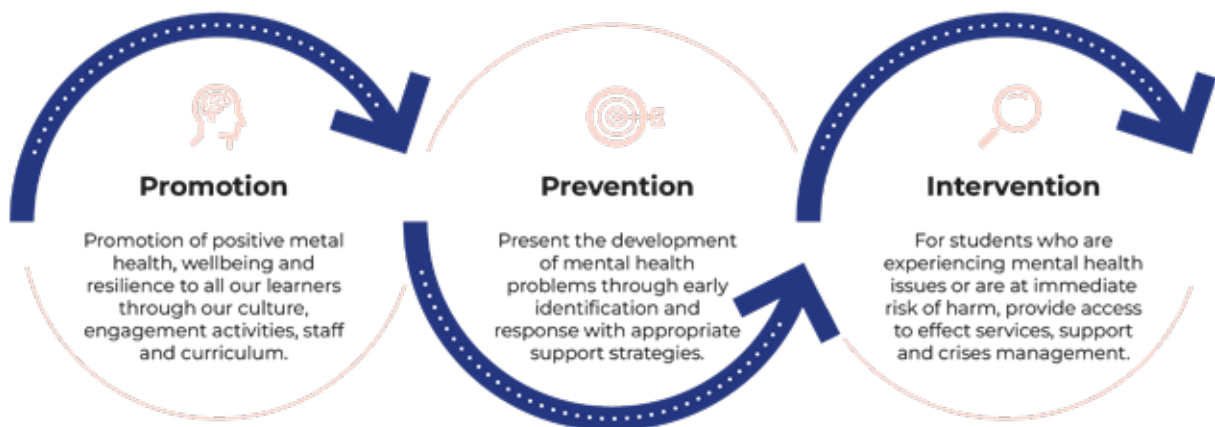 Promotion
Promotion of positive metal
health, wellbeing and
resilience to all our learners
through our culture,
engagement activities, staff
and curriculum.
Prevention
Present the development
of mental health
problems through early
identification and
response with appropriate
support strategies.
Intervention
For students who are
experiencing mental health
issues or are at immediate
risk of harm, provide access
to effect services, support
and crises management.